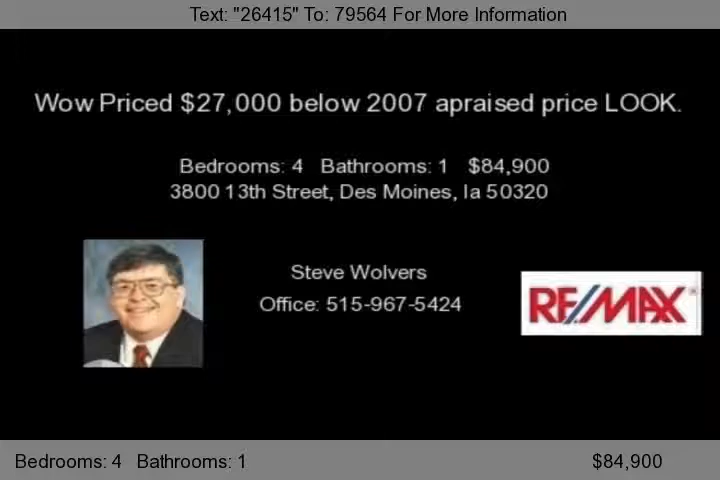 Text: "26415" To: 79564 For More Information
Wow Priced $27,000 below 2007 apraised price LOOK.
Bedrooms: 4 Bathrooms: 1 $84,900
3800 13th Street, Des Moines, Ia 50320
Steve Wolvers
Office: 515-967-5424
RE/MAX®
Bedrooms: 4 Bathrooms: 1 $84,900